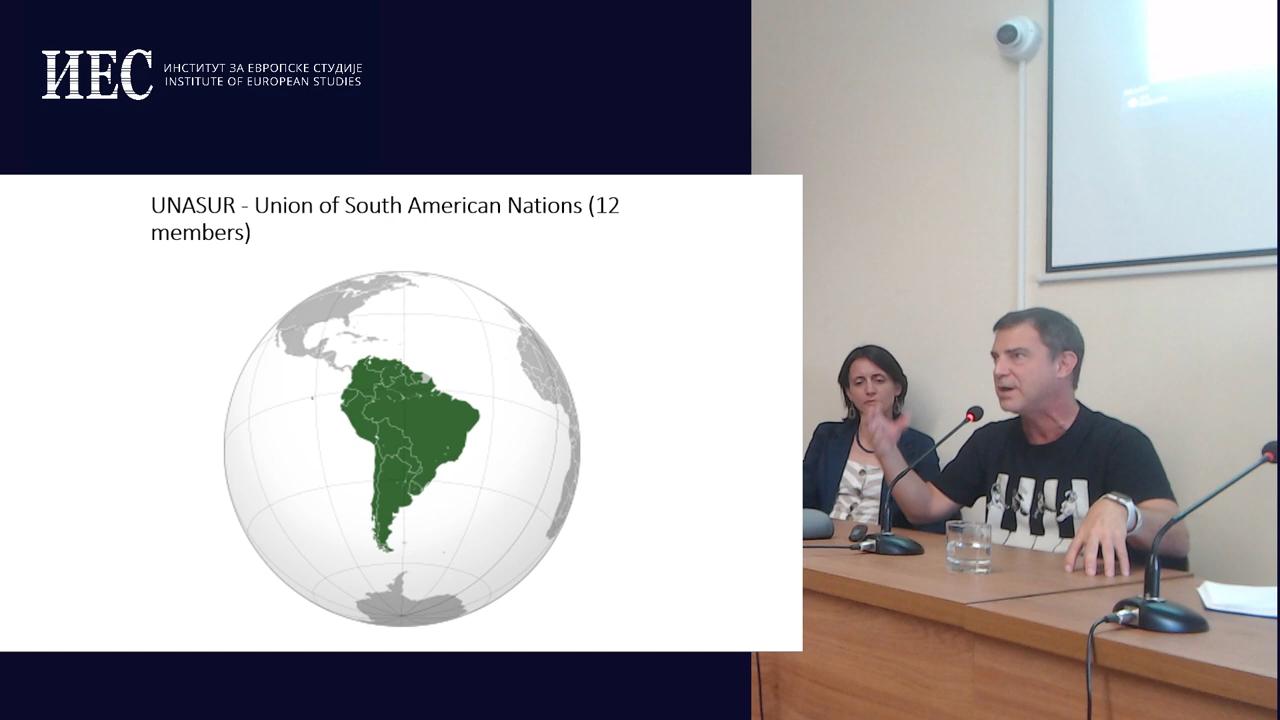 ИЕС
ИНСТИТУТ ЗА ЕВРОПСКЕ СТУДИЈЕ
INSTITUTE OF EUROPEAN STUDIES
UNASUR - Union of South American Nations (12
members)